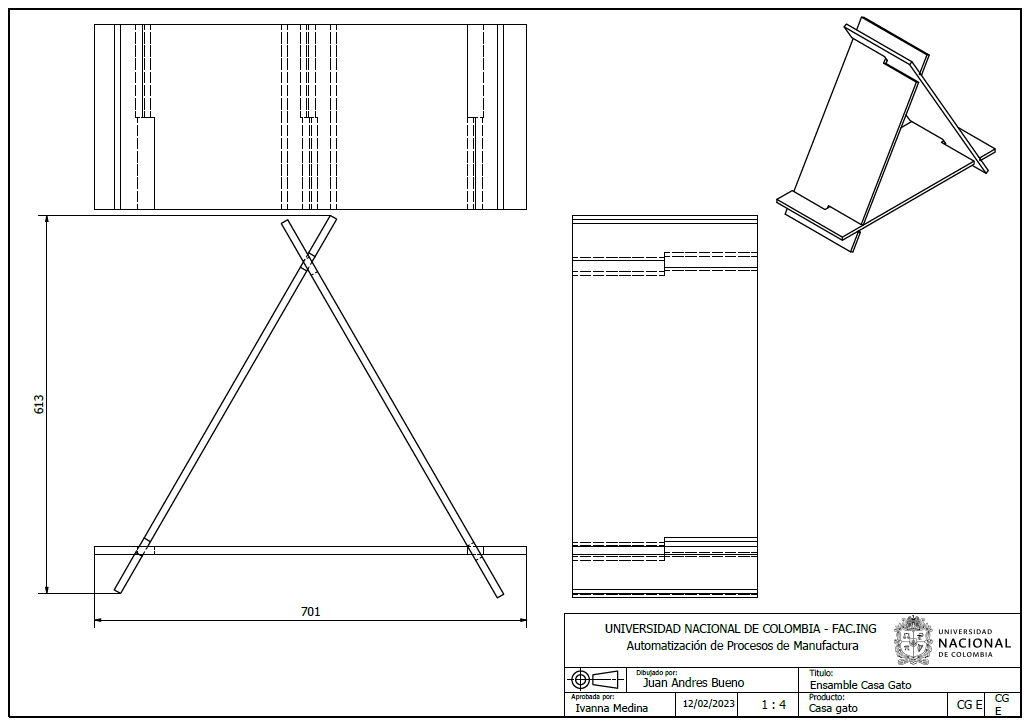 613
701
UNIVERSIDAD NACIONAL DE COLOMBIA - FAC.ING
Automatización de Procesos de Manufactura
UNIVERSIDAD
NACIONAL
DE COLOMBIA
Dibujado por:
Juan Andres Bueno
Titulo:
Ensamble Casa Gato
Aprobada por:
Ivanna Medina
12/02/2023
1 : 4
Producto:
Casa gato
CG E
CG
E